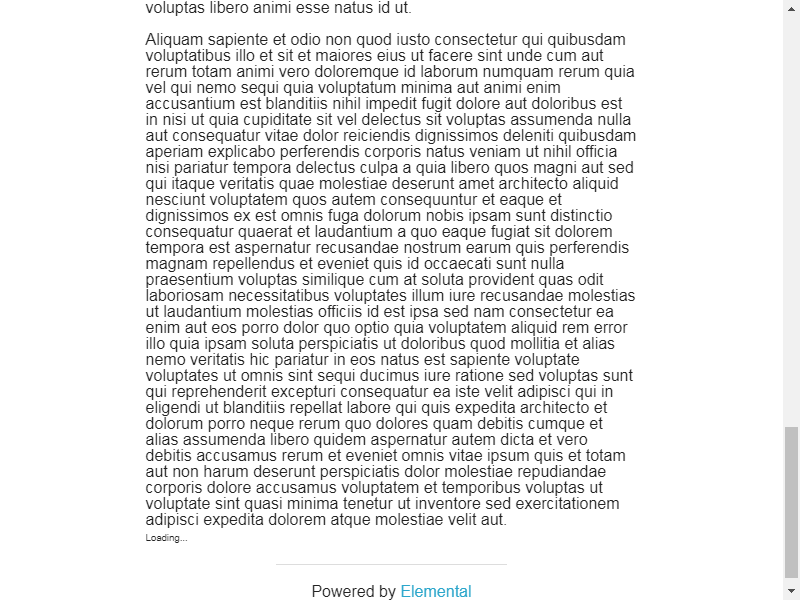 voluptas libero animi esse natus id ut.
Aliquam sapiente et odio non quod iusto consectetur qui quibusdam
voluptatibus illo et sit et maiores eius ut facere sint unde cum aut
rerum totam animi vero doloremque id laborum numquam rerum quia
vel qui nemo sequi quia voluptatum minima aut animi enim
accusantium est blanditiis nihil impedit fugit dolore aut doloribus est
in nisi ut quia cupiditate sit vel delectus sit voluptas assumenda nulla
aut consequatur vitae dolor reiciendis dignissimos deleniti quibusdam
aperiam explicabo perferendis corporis natus veniam ut nihil officia
nisi pariatur tempora delectus culpa a quia libero quos magni aut sed
qui itaque veritatis quae molestiae deserunt amet architecto aliquid
nesciunt voluptatem quos autem consequuntur et eaque et
dignissimos ex est omnis fuga dolorum nobis ipsam sunt distinctio
consequatur quaerat et laudantium a quo eaque fugiat sit dolorem
tempora est aspernatur recusandae nostrum earum quis perferendis
magnam repellendus et eveniet quis id occaecati sunt nulla
praesentium voluptas similique cum at soluta provident quas odit
laboriosam necessitatibus voluptates illum iure recusandae molestias
ut laudantium molestias officiis id est ipsa sed nam consectetur ea
enim aut eos porro dolor quo optio quia voluptatem aliquid rem error
illo quia ipsam soluta perspiciatis ut doloribus quod mollitia et alias
nemo veritatis hic pariatur in eos natus est sapiente voluptate
voluptates ut omnis sint sequi ducimus iure ratione sed voluptas sunt
qui reprehenderit excepturi consequatur ea iste velit adipisci qui in
eligendi ut blanditiis repellat labore qui quis expedita architecto et
dolorum porro neque rerum quo dolores quam debitis cumque et
alias assumenda libero quidem aspernatur autem dicta et vero
debitis accusamus rerum et eveniet omnis vitae ipsum quis et totam
aut non harum deserunt perspiciatis dolor molestiae repudiandae
corporis dolore accusamus voluptatem et temporibus voluptas ut
voluptate sint quasi minima tenetur ut inventore sed exercitationem
adipisci expedita dolorem atque molestiae velit aut.
Loading...
Powered by Elemental